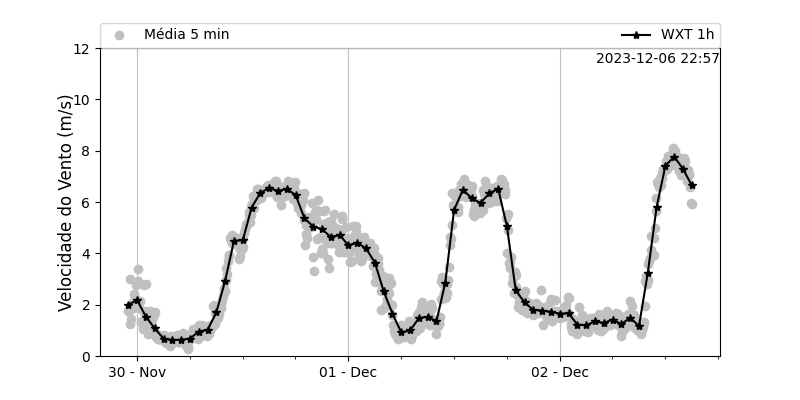 Média 5 min
WXT 1h
2023-12-06 22:57
Velocidade do Vento (m/s)
12
10
8
6
4
2
0
30 - Nov
01 - Dec
02 - Dec